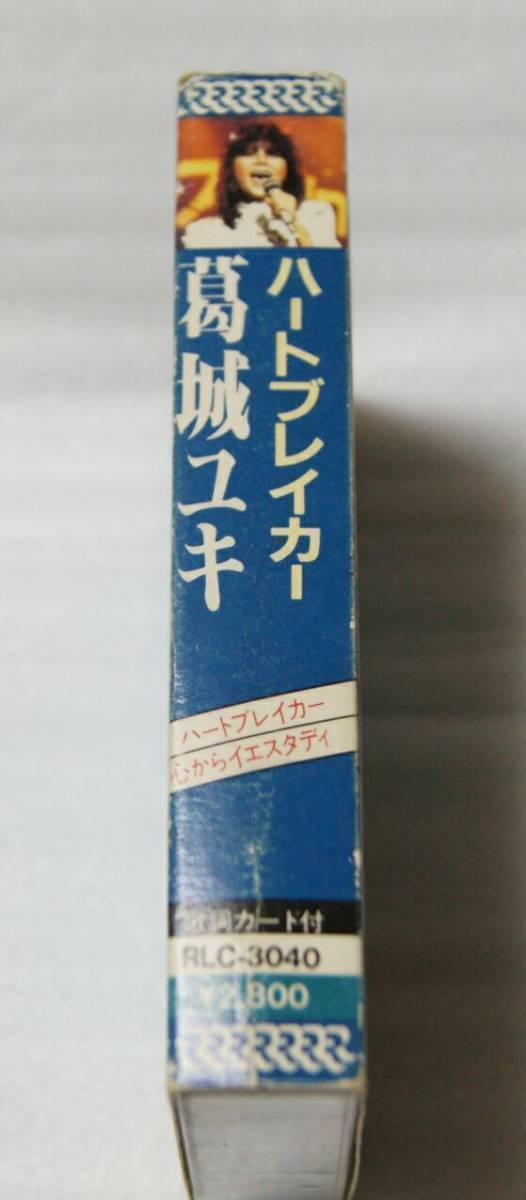 ハートブレイカー
葛城ユキ
ハートブレイカー
心からイエスタディ
歌詞カード付
RLC-3040
¥2,800